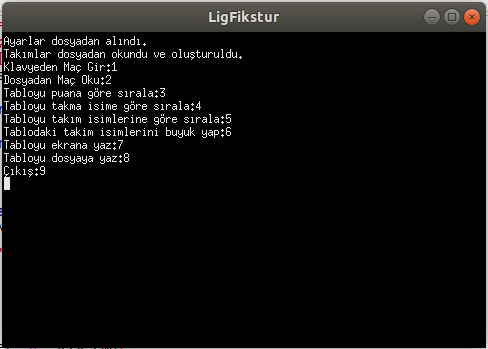 LigFikstur
Ayarlar dosyadan alındı.
Takımlar dosyadan okundu ve oluşturuldu.
Klavyeden Maç Gir:1
Dosyadan Maç Oku:2
Tabloyu puana göre sırala:3
Tabloyu takma isime göre sırala:4
Tabloyu takım isimlerine göre sırala:5
Tablodaki takim isimlerini buyuk yap:6
Tabloyu ekrana yaz:7
Tabloyu dosyaya yaz:8
Çıkış:9